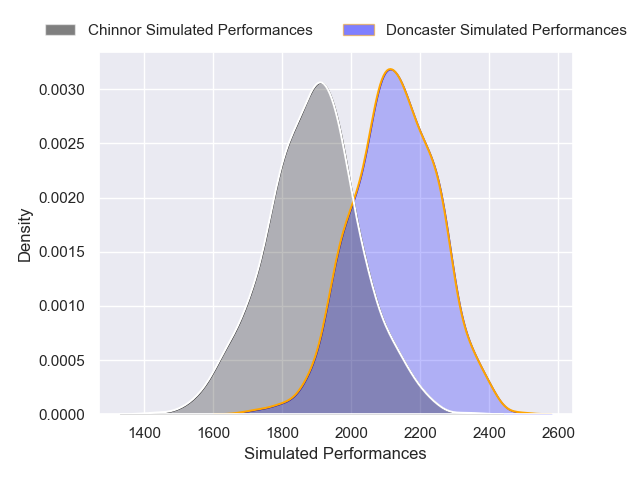 Chinnor Simulated Performances Doncaster Simulated Performances
0.0030
0.0025
0.0020
0.0015
0.0010
0.0005
0.0000
Density
1400 1600 1800 2000 2200 2400 2600
Simulated Performances